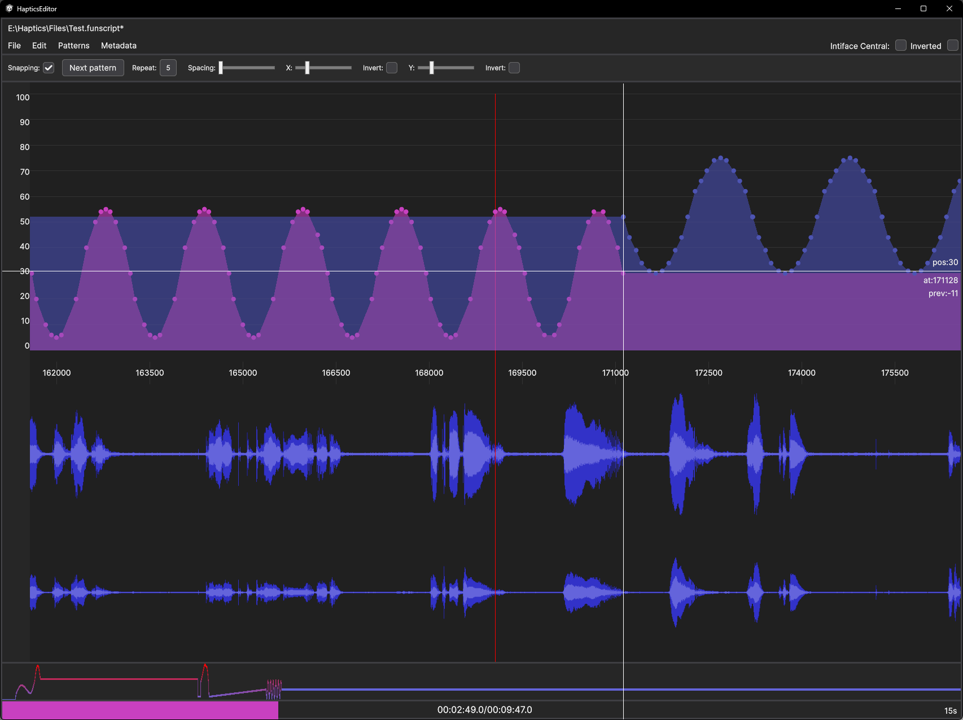 HapticsEditor
E:\Haptics\Files\Test.funscript*
File Edit Patterns Metadata Intiface Central: Inverted
Snapping: Next pattern Repeat: 5 Spacing: X: Invert: Y: Invert:
100
90
80
70
60
50
40
pos:30
30
at:171128
20
prev:-11
10
0
162000 163500 165000 166500 168000 169500 171000 172500 174000 175500
00:02:49.0/00:09:47.0 15s